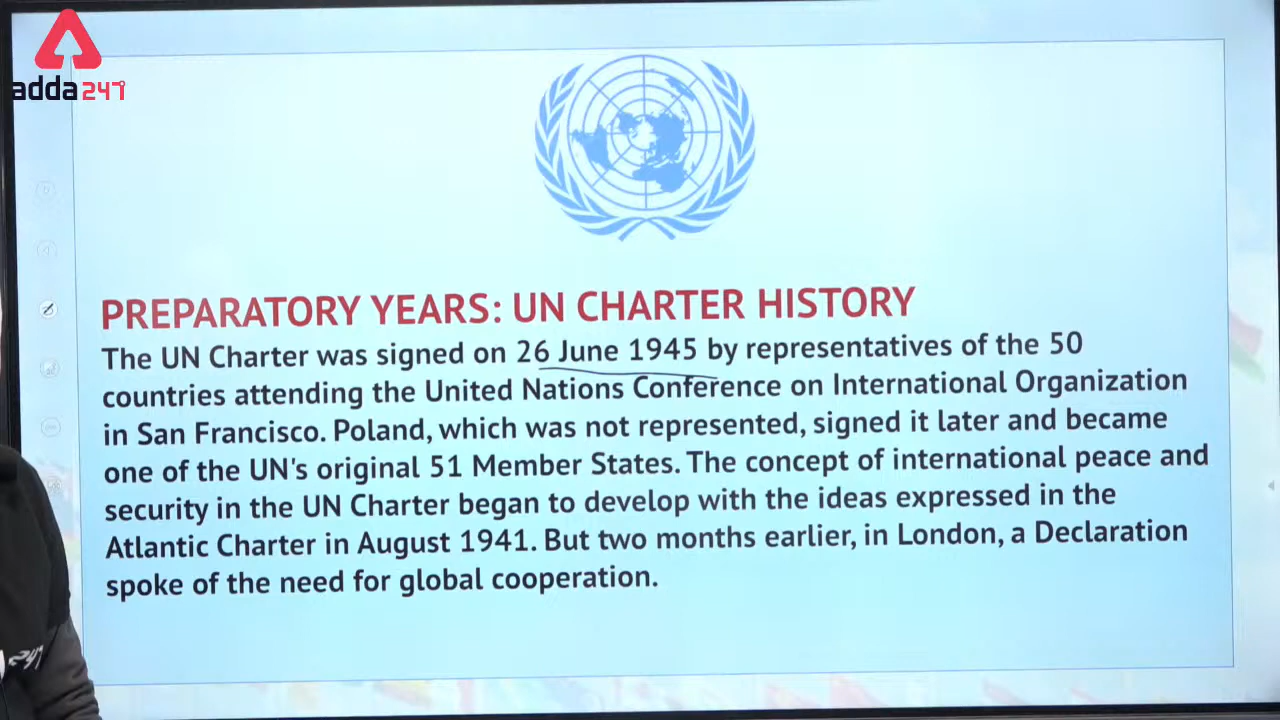 adda247
PREPARATORY YEARS: UN CHARTER HISTORY
The UN Charter was signed on 26 June 1945 by representatives of the 50
countries attending the United Nations Conference on International Organization
in San Francisco. Poland, which was not represented, signed it later and became
one of the UN's original 51 Member States. The concept of international peace and
security in the UN Charter began to develop with the ideas expressed in the
Atlantic Charter in August 1941. But two months earlier, in London, a Declaration
spoke of the need for global cooperation.
247